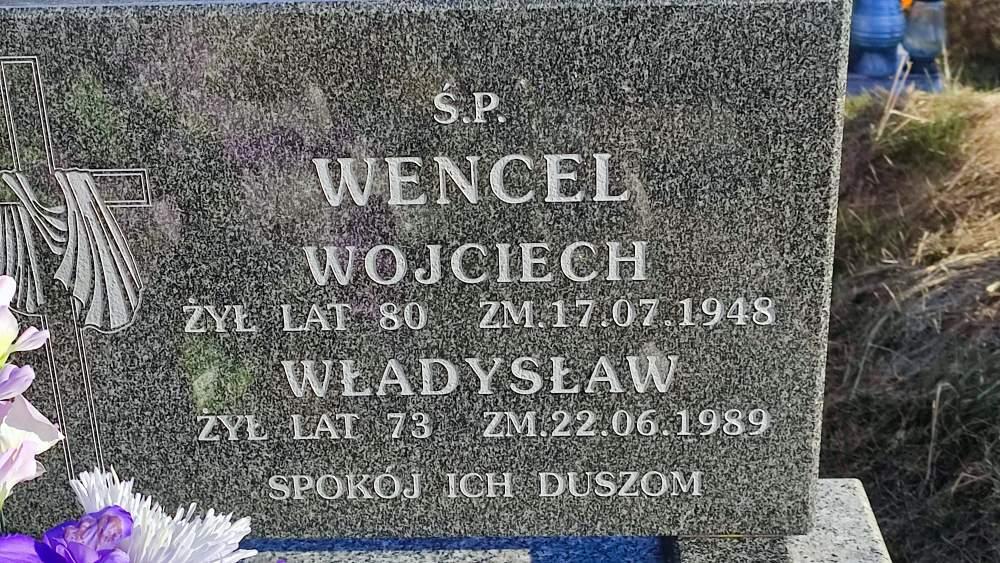 Ś.P.
WENCEL
WOJCIECH
ŻYŁ LAT 80 ZM.17.07.1948
WŁADYSŁAW
ŻYŁ LAT 73 ZM.22.06.1989
SPOKÓJ ICH DUSZOM